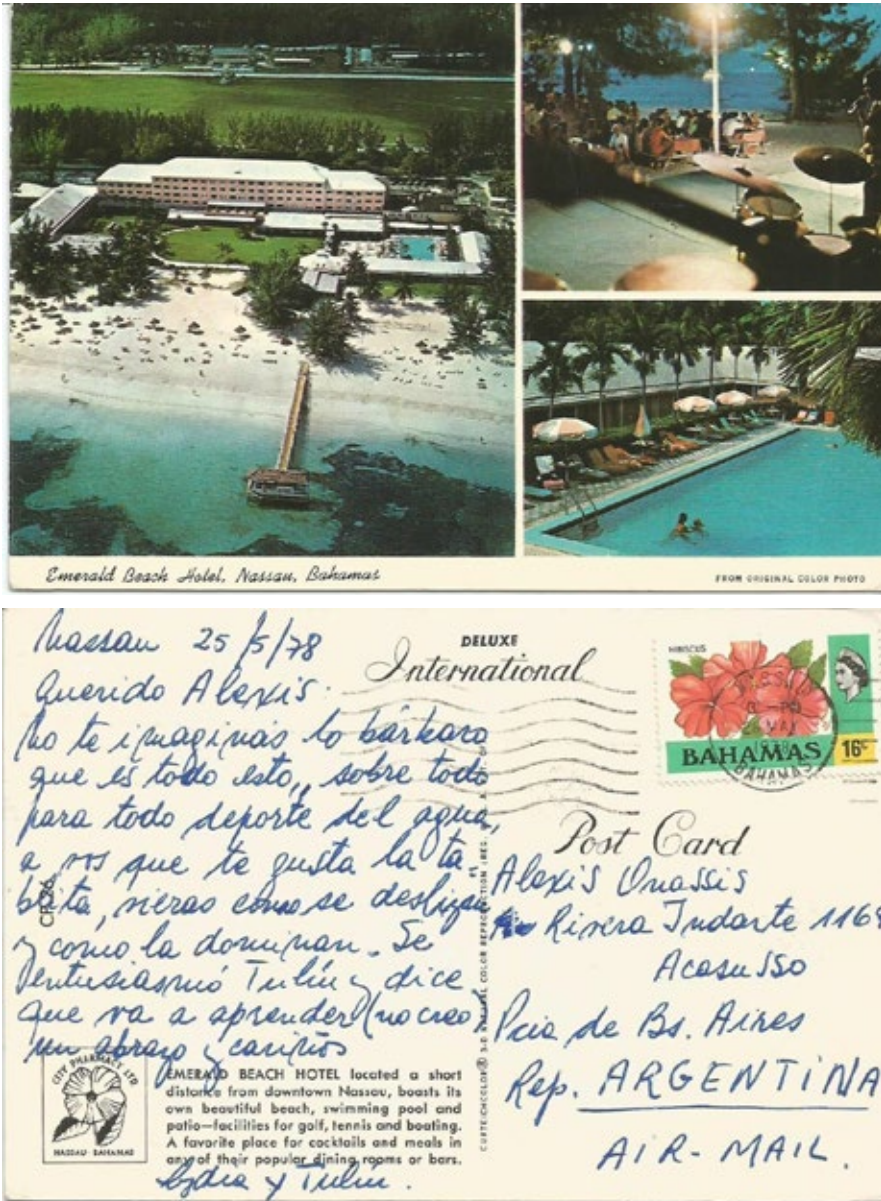 Emerald Beach Hotel, Nassau, Bahamas
FROM ORIGINAL COLOR PHOTO
Nassau 25/5/78
Querido Alexis.
No te imaginás lo bárbaro
que es todo esto, sobre todo
para todo deporte del agua,
a vos que te gusta la ta
blita, vieras como se deslizan
y como la dominan. Se
entusiasmó Tulín y dice
que va a aprender (no creo)
un abrazo y cariños
Lydia y Tulín.
CP026
CITY PHARMACY LTD
NASSAU BAHAMAS
EMERALD BEACH HOTEL located a short
distance from downtown Nassau, boasts its
own beautiful beach, swimming pool and
patio—facilities for golf, tennis and boating.
A favorite place for cocktails and meals in
any of their popular dining rooms or bars.
DELUXE
International
Post Card
HIBISCUS
BAHAMAS 16c
BAHAMAS
Alexis Onassis
Rivera Indarte 1168
Acasusso
Pcia de Bs. Aires
Rep. ARGENTINA
AIR-MAIL.